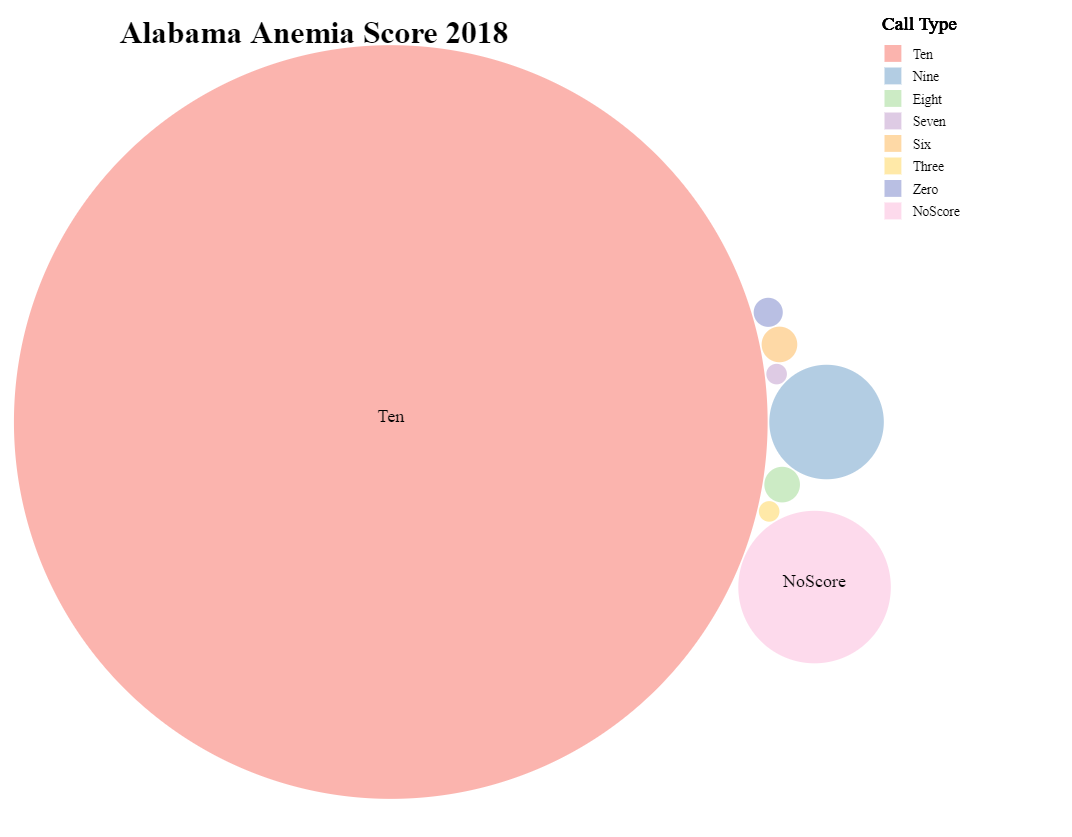 Alabama Anemia Score 2018
Call Type
Ten
Nine
Eight
Seven
Six
Three
Zero
NoScore
Ten
NoScore